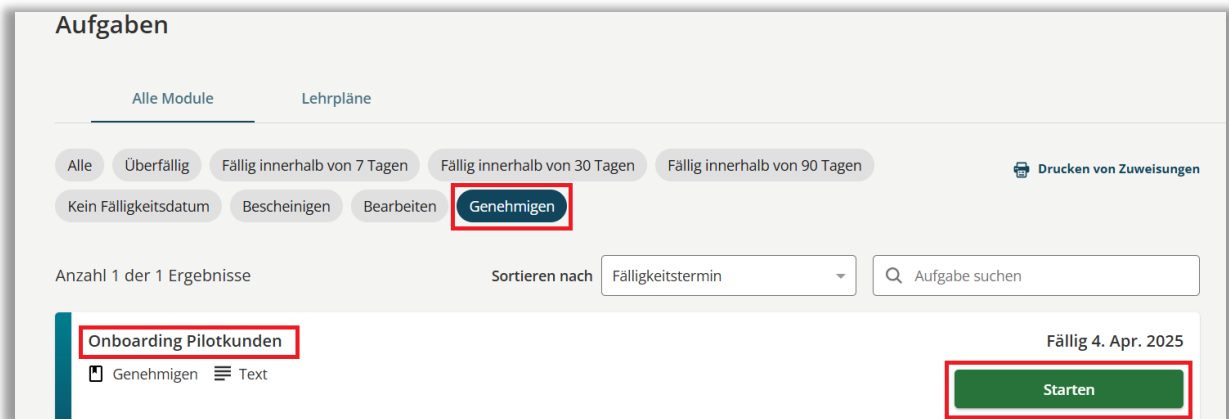 Aufgaben
Alle Module Lehrpläne
Alle Überfällig Fällig innerhalb von 7 Tagen Fällig innerhalb von 30 Tagen Fällig innerhalb von 90 Tagen
Drucken von Zuweisungen
Kein Fälligkeitsdatum Bescheinigen Bearbeiten Genehmigen
Anzahl 1 der 1 Ergebnisse Sortieren nach Fälligkeitstermin Aufgabe suchen
Onboarding Pilotkunden Fällig 4. Apr. 2025
Genehmigen Text
Starten